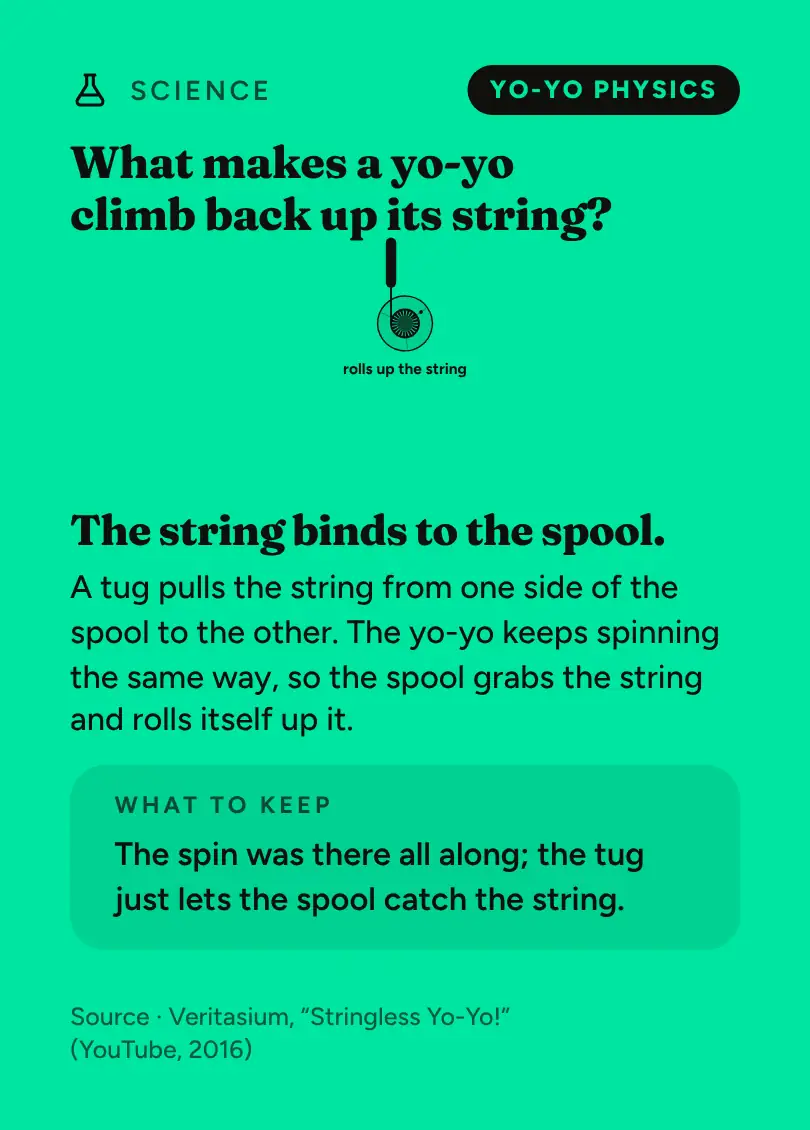 SCIENCE
YO-YO PHYSICS
What makes a yo-yo
climb back up its string?
rolls up the string
The string binds to the spool.
A tug pulls the string from one side of the
spool to the other. The yo-yo keeps spinning
the same way, so the spool grabs the string
and rolls itself up it.
WHAT TO KEEP
The spin was there all along; the tug
just lets the spool catch the string.
Source · Veritasium, “Stringless Yo-Yo!”
(YouTube, 2016)